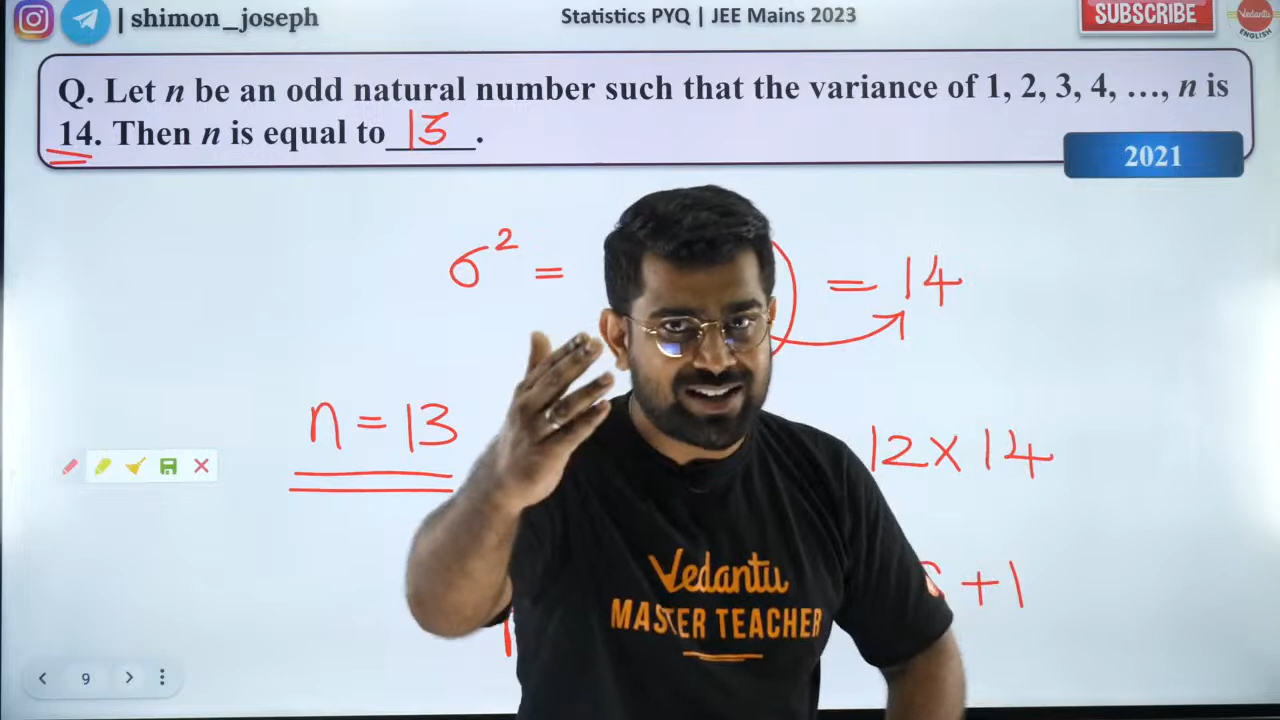 | shimon_joseph
Statistics PYQ | JEE Mains 2023
SUBSCRIBE
Vedantu
ENGLISH
Q. Let n be an odd natural number such that the variance of 1, 2, 3, 4, ..., n is
14. Then n is equal to 13.
2021
σ² = ) = 14
n = 13
12 × 14
+ 1
Vedantu
MASTER TEACHER
9